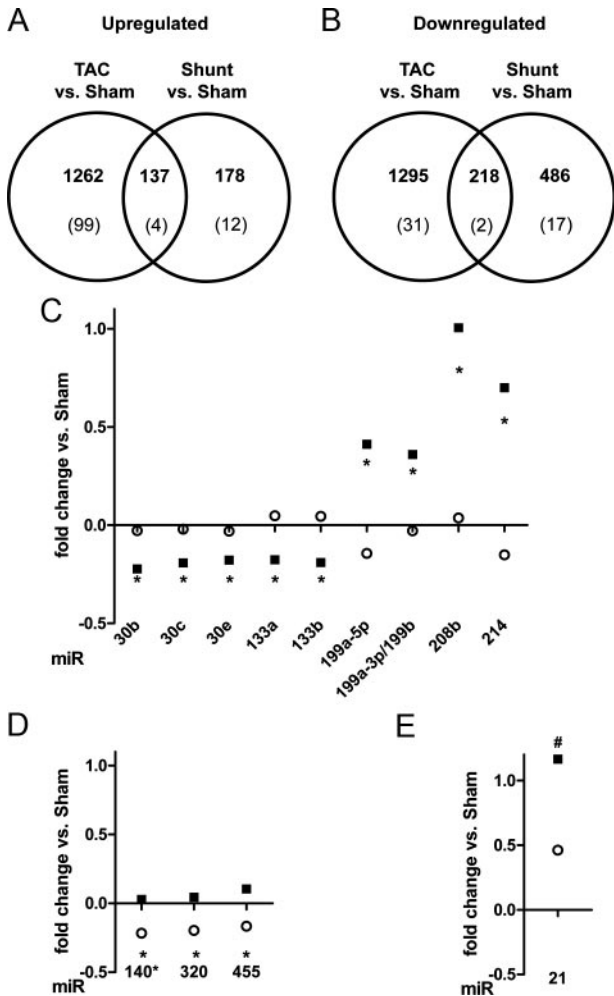 A Upregulated
TAC
vs. Sham
Shunt
vs. Sham
1262 137 178
(99) (4) (12)
B Downregulated
TAC
vs. Sham
Shunt
vs. Sham
1295 218 486
(31) (2) (17)
C
fold change vs. Sham
1.0
0.5
0.0
-0.5
* * * * * * * * *
miR
30b 30c 30e 133a 133b 199a-5p 199a-3p/199b 208b 214
D
fold change vs. Sham
1.0
0.5
0.0
-0.5
* * *
miR
140* 320 455
E
fold change vs. Sham
#
1.0
0.5
0.0
-0.5
miR
21